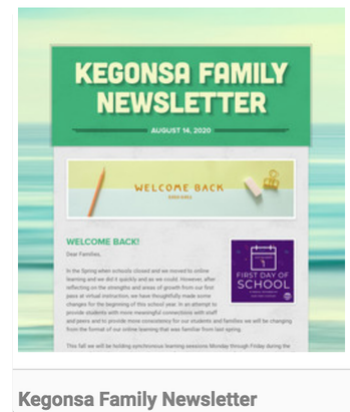 KEGONSA FAMILY
NEWSLETTER
AUGUST 14, 2020
WELCOME BACK
WELCOME BACK!
Dear Families,
FIRST DAY OF
SCHOOL
In the Spring when schools closed and we moved to online
learning and we did it quickly and as we could. However, after
reflecting on the strengths and areas of growth from our first
pass at virtual instruction, we have thoughtfully made some
changes for the beginning of this school year. In an attempt to
provide students with more meaningful connections with staff
and peers and to provide more consistency for our students and families we will be changing
from the format of our online learning that was familiar from last spring.
This fall we will be holding synchronous learning sessions Monday through Friday during the
Kegonsa Family Newsletter